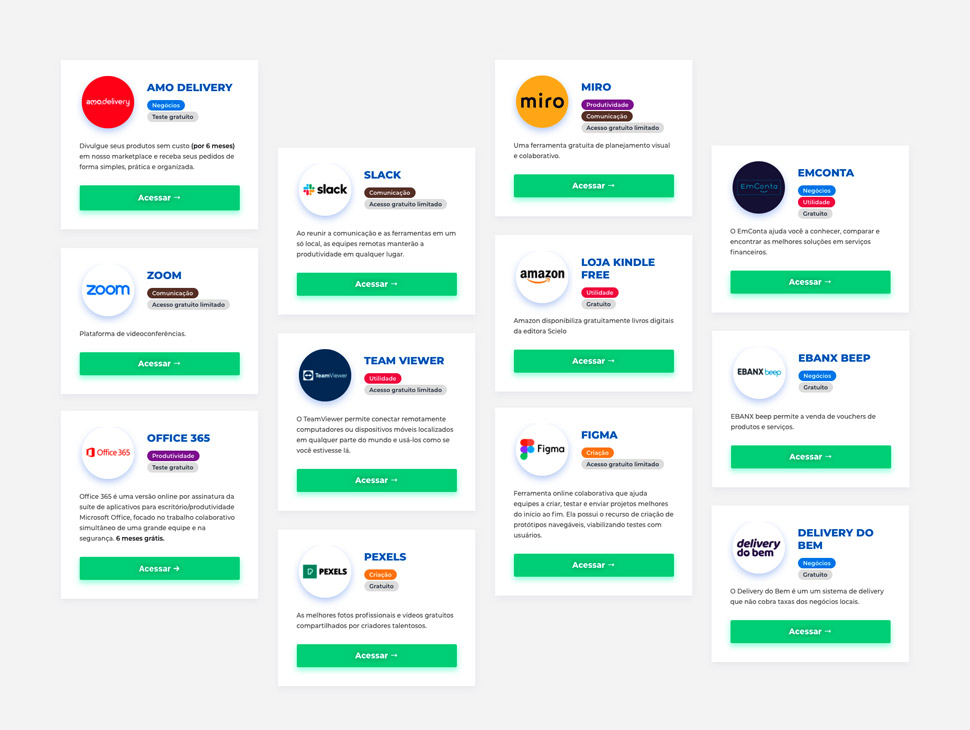 amo.delivery
AMO DELIVERY
Negócios
Teste gratuito
Divulgue seus produtos sem custo (por 6 meses)
em nosso marketplace e receba seus pedidos de
forma simples, prática e organizada.
Acessar →
zoom
ZOOM
Comunicação
Acesso gratuito limitado
Plataforma de videoconferências.
Acessar →
Office 365
OFFICE 365
Produtividade
Teste gratuito
Office 365 é uma versão online por assinatura da
suíte de aplicativos para escritório/produtividade
Microsoft Office, focado no trabalho colaborativo
simultâneo de uma grande equipe e na
segurança. 6 meses grátis.
Acessar →
slack
SLACK
Comunicação
Acesso gratuito limitado
Ao reunir a comunicação e as ferramentas em um
só local, as equipes remotas manterão a
produtividade em qualquer lugar.
Acessar →
TeamViewer
TEAM VIEWER
Utilidade
Acesso gratuito limitado
O TeamViewer permite conectar remotamente
computadores ou dispositivos móveis localizados
em qualquer parte do mundo e usá-los como se
você estivesse lá.
Acessar →
PEXELS
PEXELS
Criação
Gratuito
As melhores fotos profissionais e vídeos gratuitos
compartilhados por criadores talentosos.
Acessar →
miro
MIRO
Produtividade
Comunicação
Acesso gratuito limitado
Uma ferramenta gratuita de planejamento visual
e colaborativo.
Acessar →
amazon
LOJA KINDLE
FREE
Utilidade
Gratuito
Amazon disponibiliza gratuitamente livros digitais
da editora Scielo
Acessar →
Figma
FIGMA
Criação
Acesso gratuito limitado
Ferramenta online colaborativa que ajuda
equipes a criar, testar e enviar projetos melhores
do início ao fim. Ela possui o recurso de criação de
protótipos navegáveis, viabilizando testes com
usuários.
Acessar →
EmConta
EMCONTA
Negócios
Utilidade
Gratuito
O EmConta ajuda você a conhecer, comparar e
encontrar as melhores soluções em serviços
financeiros.
Acessar →
EBANX beep
EBANX BEEP
Negócios
Gratuito
EBANX beep permite a venda de vouchers de
produtos e serviços.
Acessar →
delivery
do bem
DELIVERY DO
BEM
Negócios
Gratuito
O Delivery do Bem é um um sistema de delivery
que não cobra taxas dos negócios locais.
Acessar →